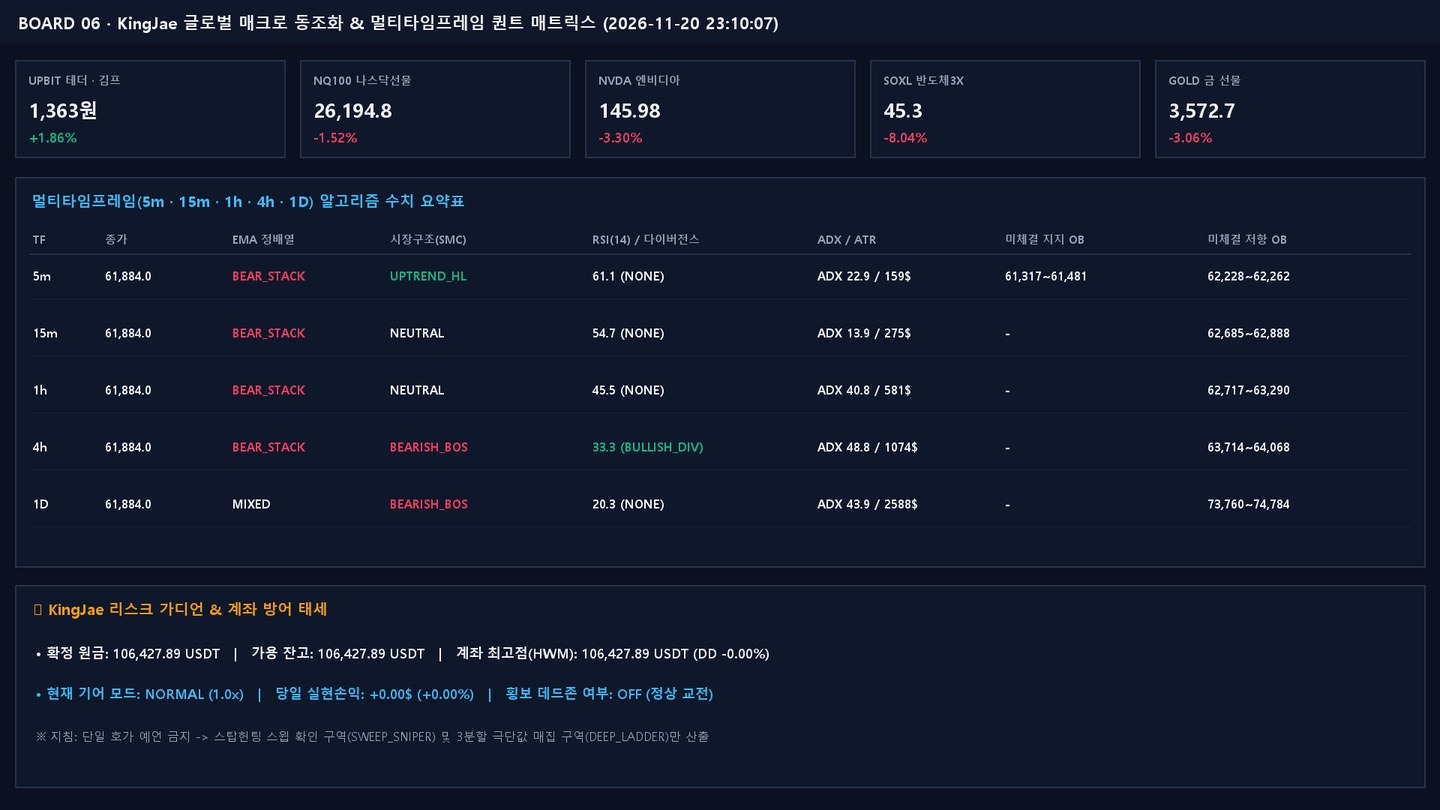 BOARD 06 · KingJae 글로벌 매크로 동조화 & 멀티타임프레임 퀀트 매트릭스 (2026-11-20 23:10:07)
UPBIT 테더 · 김프
1,363원
+1.86%
NQ100 나스닥선물
26,194.8
-1.52%
NVDA 엔비디아
145.98
-3.30%
SOXL 반도체3X
45.3
-8.04%
GOLD 금 선물
3,572.7
-3.06%
멀티타임프레임(5m · 15m · 1h · 4h · 1D) 알고리즘 수치 요약표
TF 종가 EMA 정배열 시장구조(SMC) RSI(14) / 다이버전스 ADX / ATR 미체결 지지 OB 미체결 저항 OB
5m 61,884.0 BEAR_STACK UPTREND_HL 61.1 (NONE) ADX 22.9 / 159$ 61,317~61,481 62,228~62,262
15m 61,884.0 BEAR_STACK NEUTRAL 54.7 (NONE) ADX 13.9 / 275$ - 62,685~62,888
1h 61,884.0 BEAR_STACK NEUTRAL 45.5 (NONE) ADX 40.8 / 581$ - 62,717~63,290
4h 61,884.0 BEAR_STACK BEARISH_BOS 33.3 (BULLISH_DIV) ADX 48.8 / 1074$ - 63,714~64,068
1D 61,884.0 MIXED BEARISH_BOS 20.3 (NONE) ADX 43.9 / 2588$ - 73,760~74,784
KingJae 리스크 가디언 & 계좌 방어 태세
• 확정 원금: 106,427.89 USDT | 가용 잔고: 106,427.89 USDT | 계좌 최고점(HWM): 106,427.89 USDT (DD -0.00%)
• 현재 기어 모드: NORMAL (1.0x) | 당일 실현손익: +0.00$ (+0.00%) | 횡보 데드존 여부: OFF (정상 교전)
※ 지침: 단일 호가 예언 금지 -> 스탑헌팅 스윕 확인 구역(SWEEP_SNIPER) 및 3분할 극단값 매집 구역(DEEP_LADDER)만 산출